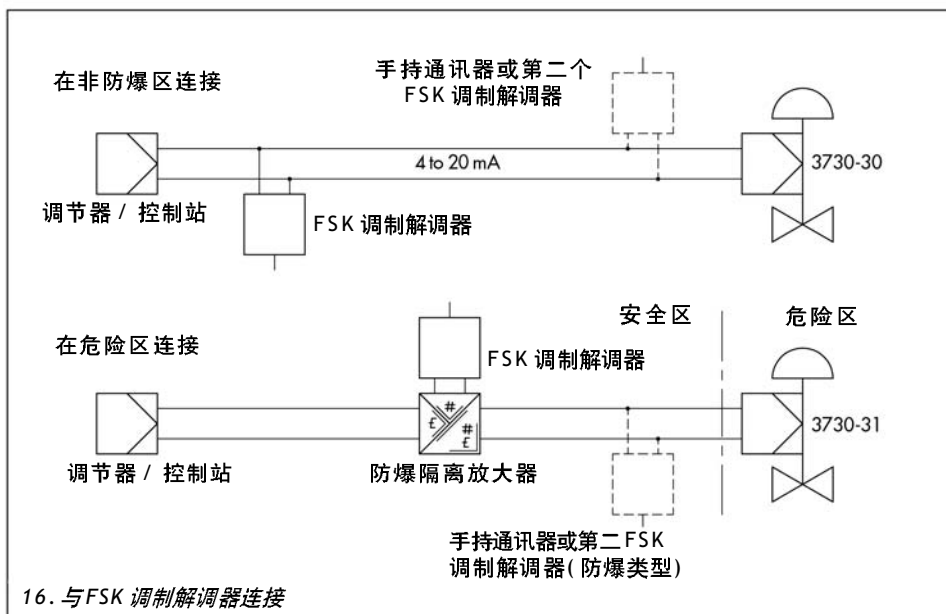 手持通讯器或第二个
FSK 调制解调器
在非防爆区连接
4 to 20 mA
3730-30
调节器 / 控制站
FSK 调制解调器
安全区
危险区
在危险区连接
FSK 调制解调器
#
£
#
£
3730-31
调节器 / 控制站
防爆隔离放大器
手持通讯器或第二FSK
调制解调器(防爆类型)
16.与FSK 调制解调器连接